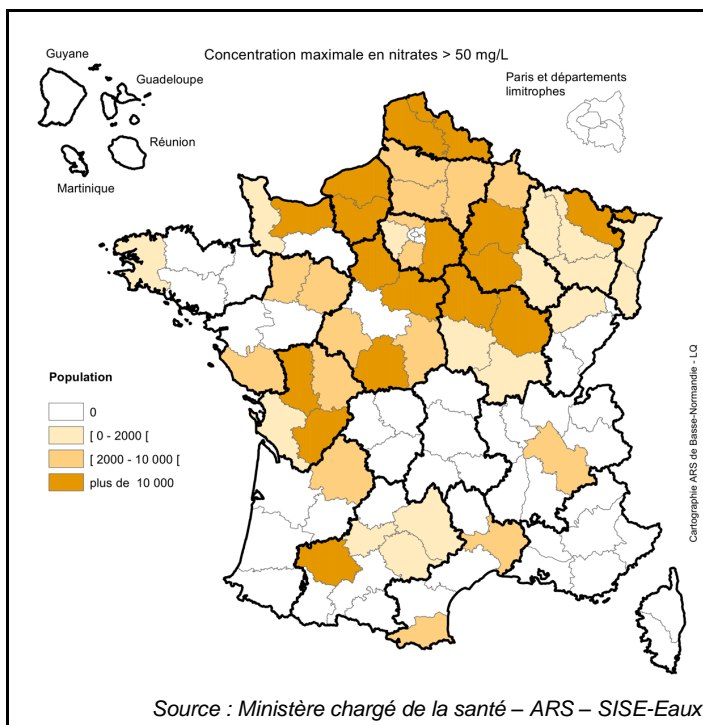 Guyane
Guadeloupe
Réunion
Martinique
Concentration maximale en nitrates > 50 mg/L
Paris et départements
limitrophes
Population
0
[ 0 - 2000 [
[ 2000 - 10 000 [
plus de 10 000
Cartographie ARS de Basse-Normandie - LQ
Source : Ministère chargé de la santé – ARS – SISE-Eaux